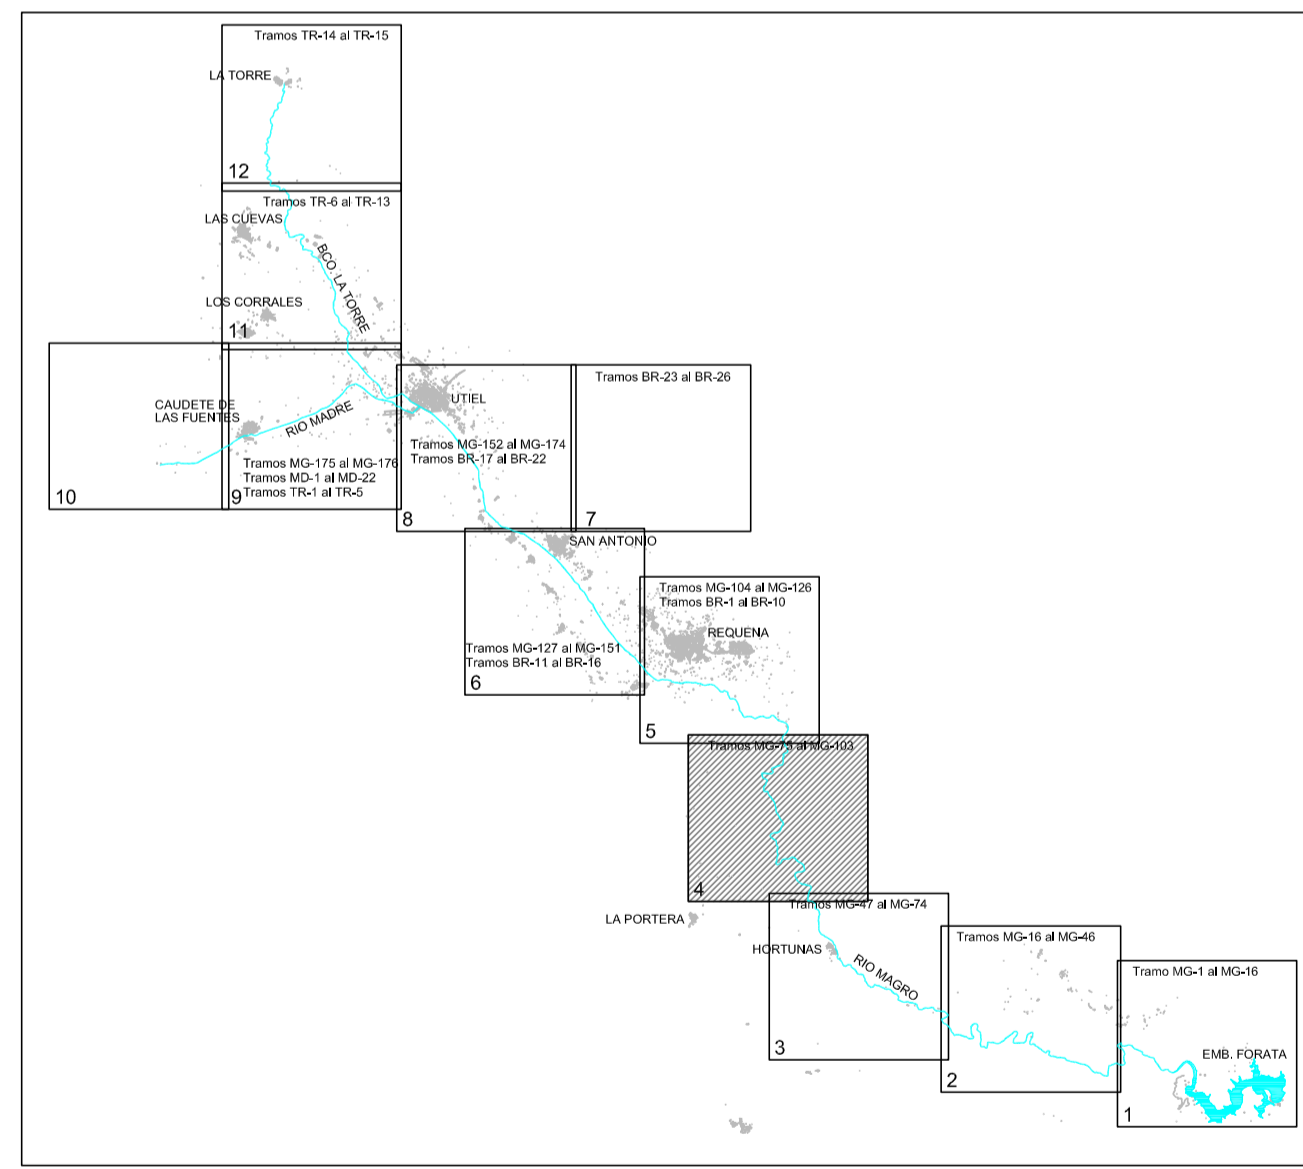 Tramos TR-14 al TR-15
LA TORRE
12
Tramos TR-6 al TR-13
LAS CUEVAS
BCO. LA TORRE
LOS CORRALES
11
CAUDETE DE
LAS FUENTES
RIO MADRE
Tramos MG-175 al MG-176
Tramos MD-1 al MD-22
Tramos TR-1 al TR-5
10
9
UTIEL
Tramos MG-152 al MG-174
Tramos BR-17 al BR-22
8
Tramos BR-23 al BR-26
7
SAN ANTONIO
Tramos MG-127 al MG-151
Tramos BR-11 al BR-16
6
Tramos MG-104 al MG-126
Tramos BR-1 al BR-10
REQUENA
5
Tramos MG-75 al MG-103
4
LA PORTERA
Tramos MG-47 al MG-74
HORTUNAS
RIO MAGRO
3
Tramos MG-16 al MG-46
2
Tramo MG-1 al MG-16
EMB. FORATA
1